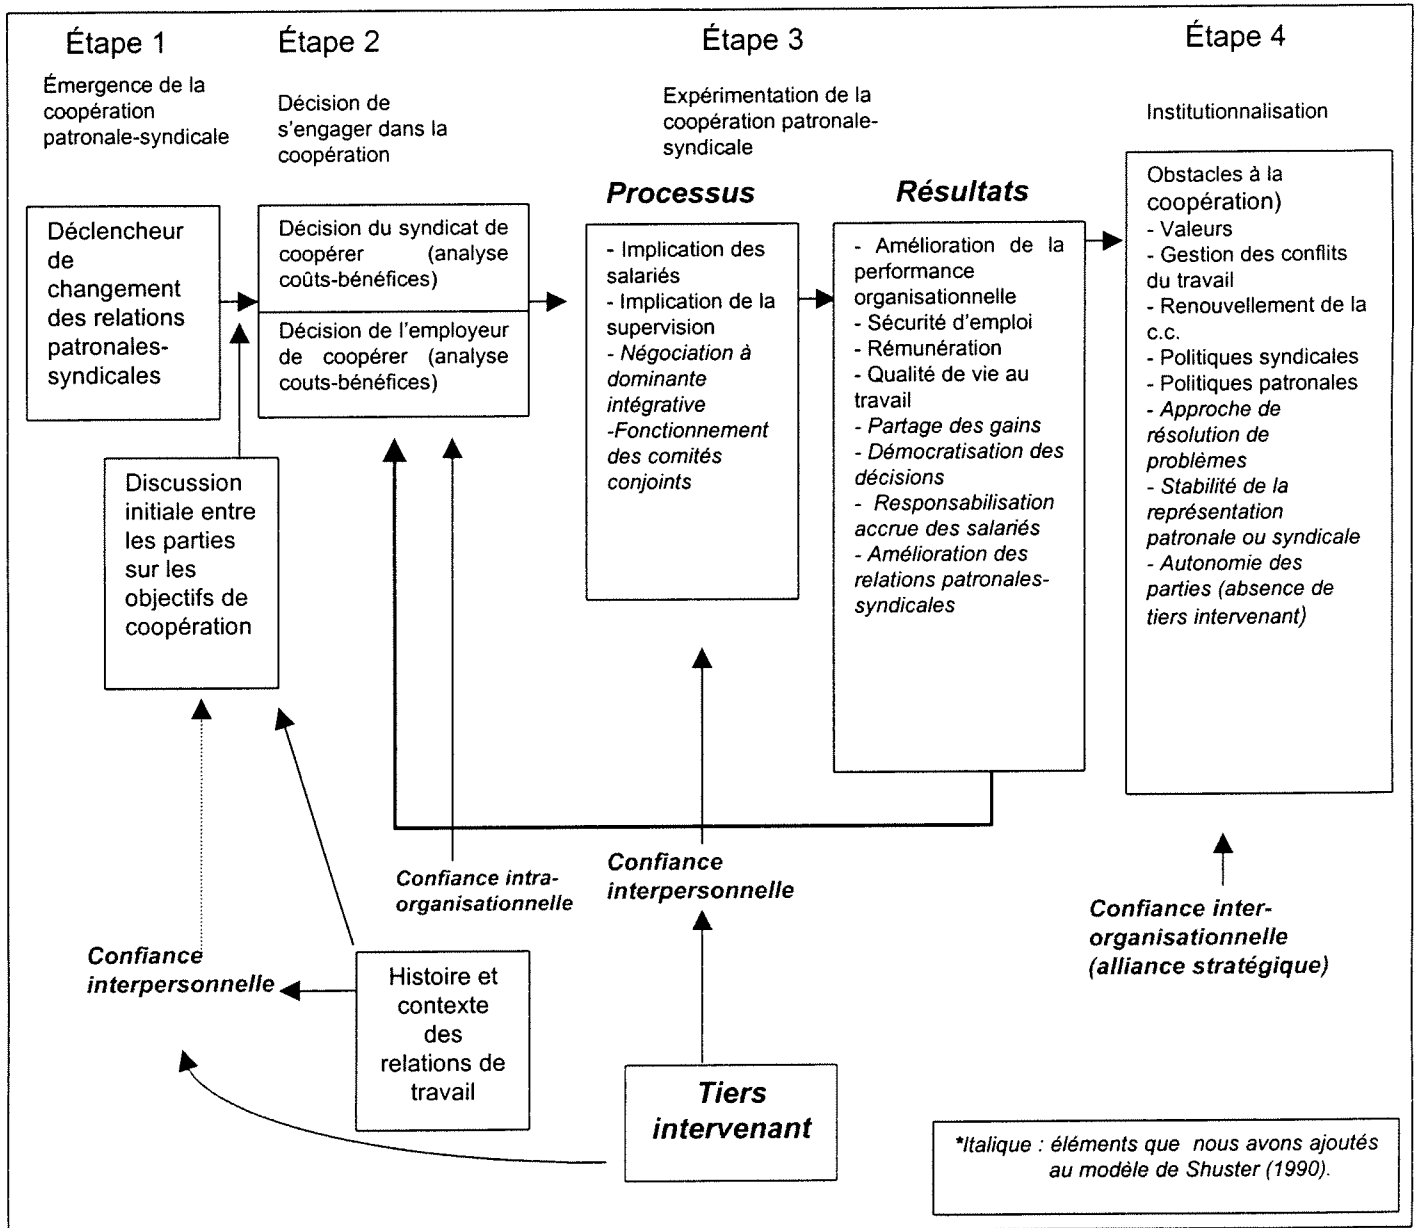 Étape 1
Émergence de la
coopération
patronale-syndicale
Déclencheur
de
changement
des relations
patronales-
syndicales
Étape 2
Décision de
s'engager dans la
coopération
Décision du syndicat de
coopérer (analyse
coûts-bénéfices)
Décision de l'employeur
de coopérer (analyse
couts-bénéfices)
Étape 3
Expérimentation de la
coopération patronale-
syndicale
Processus
- Implication des
salariés
- Implication de la
supervision
- Négociation à
dominante
intégrative
-Fonctionnement
des comités
conjoints
Résultats
- Amélioration de la
performance
organisationnelle
- Sécurité d'emploi
- Rémunération
- Qualité de vie au
travail
- Partage des gains
- Démocratisation des
décisions
- Responsabilisation
accrue des salariés
- Amélioration des
relations patronales-
syndicales
Étape 4
Institutionnalisation
Obstacles à la
coopération)
- Valeurs
- Gestion des conflits
du travail
- Renouvellement de la
c.c.
- Politiques syndicales
- Politiques patronales
- Approche de
résolution de
problèmes
- Stabilité de la
représentation
patronale ou syndicale
- Autonomie des
parties (absence de
tiers intervenant)
Discussion
initiale entre
les parties
sur les
objectifs de
coopération
Confiance
interpersonnelle
Histoire et
contexte
des
relations de
travail
Confiance intra-
organisationnelle
Confiance
interpersonnelle
Tiers
intervenant
Confiance inter-
organisationnelle
(alliance stratégique)
*Italique : éléments que nous avons ajoutés
au modèle de Shuster (1990).